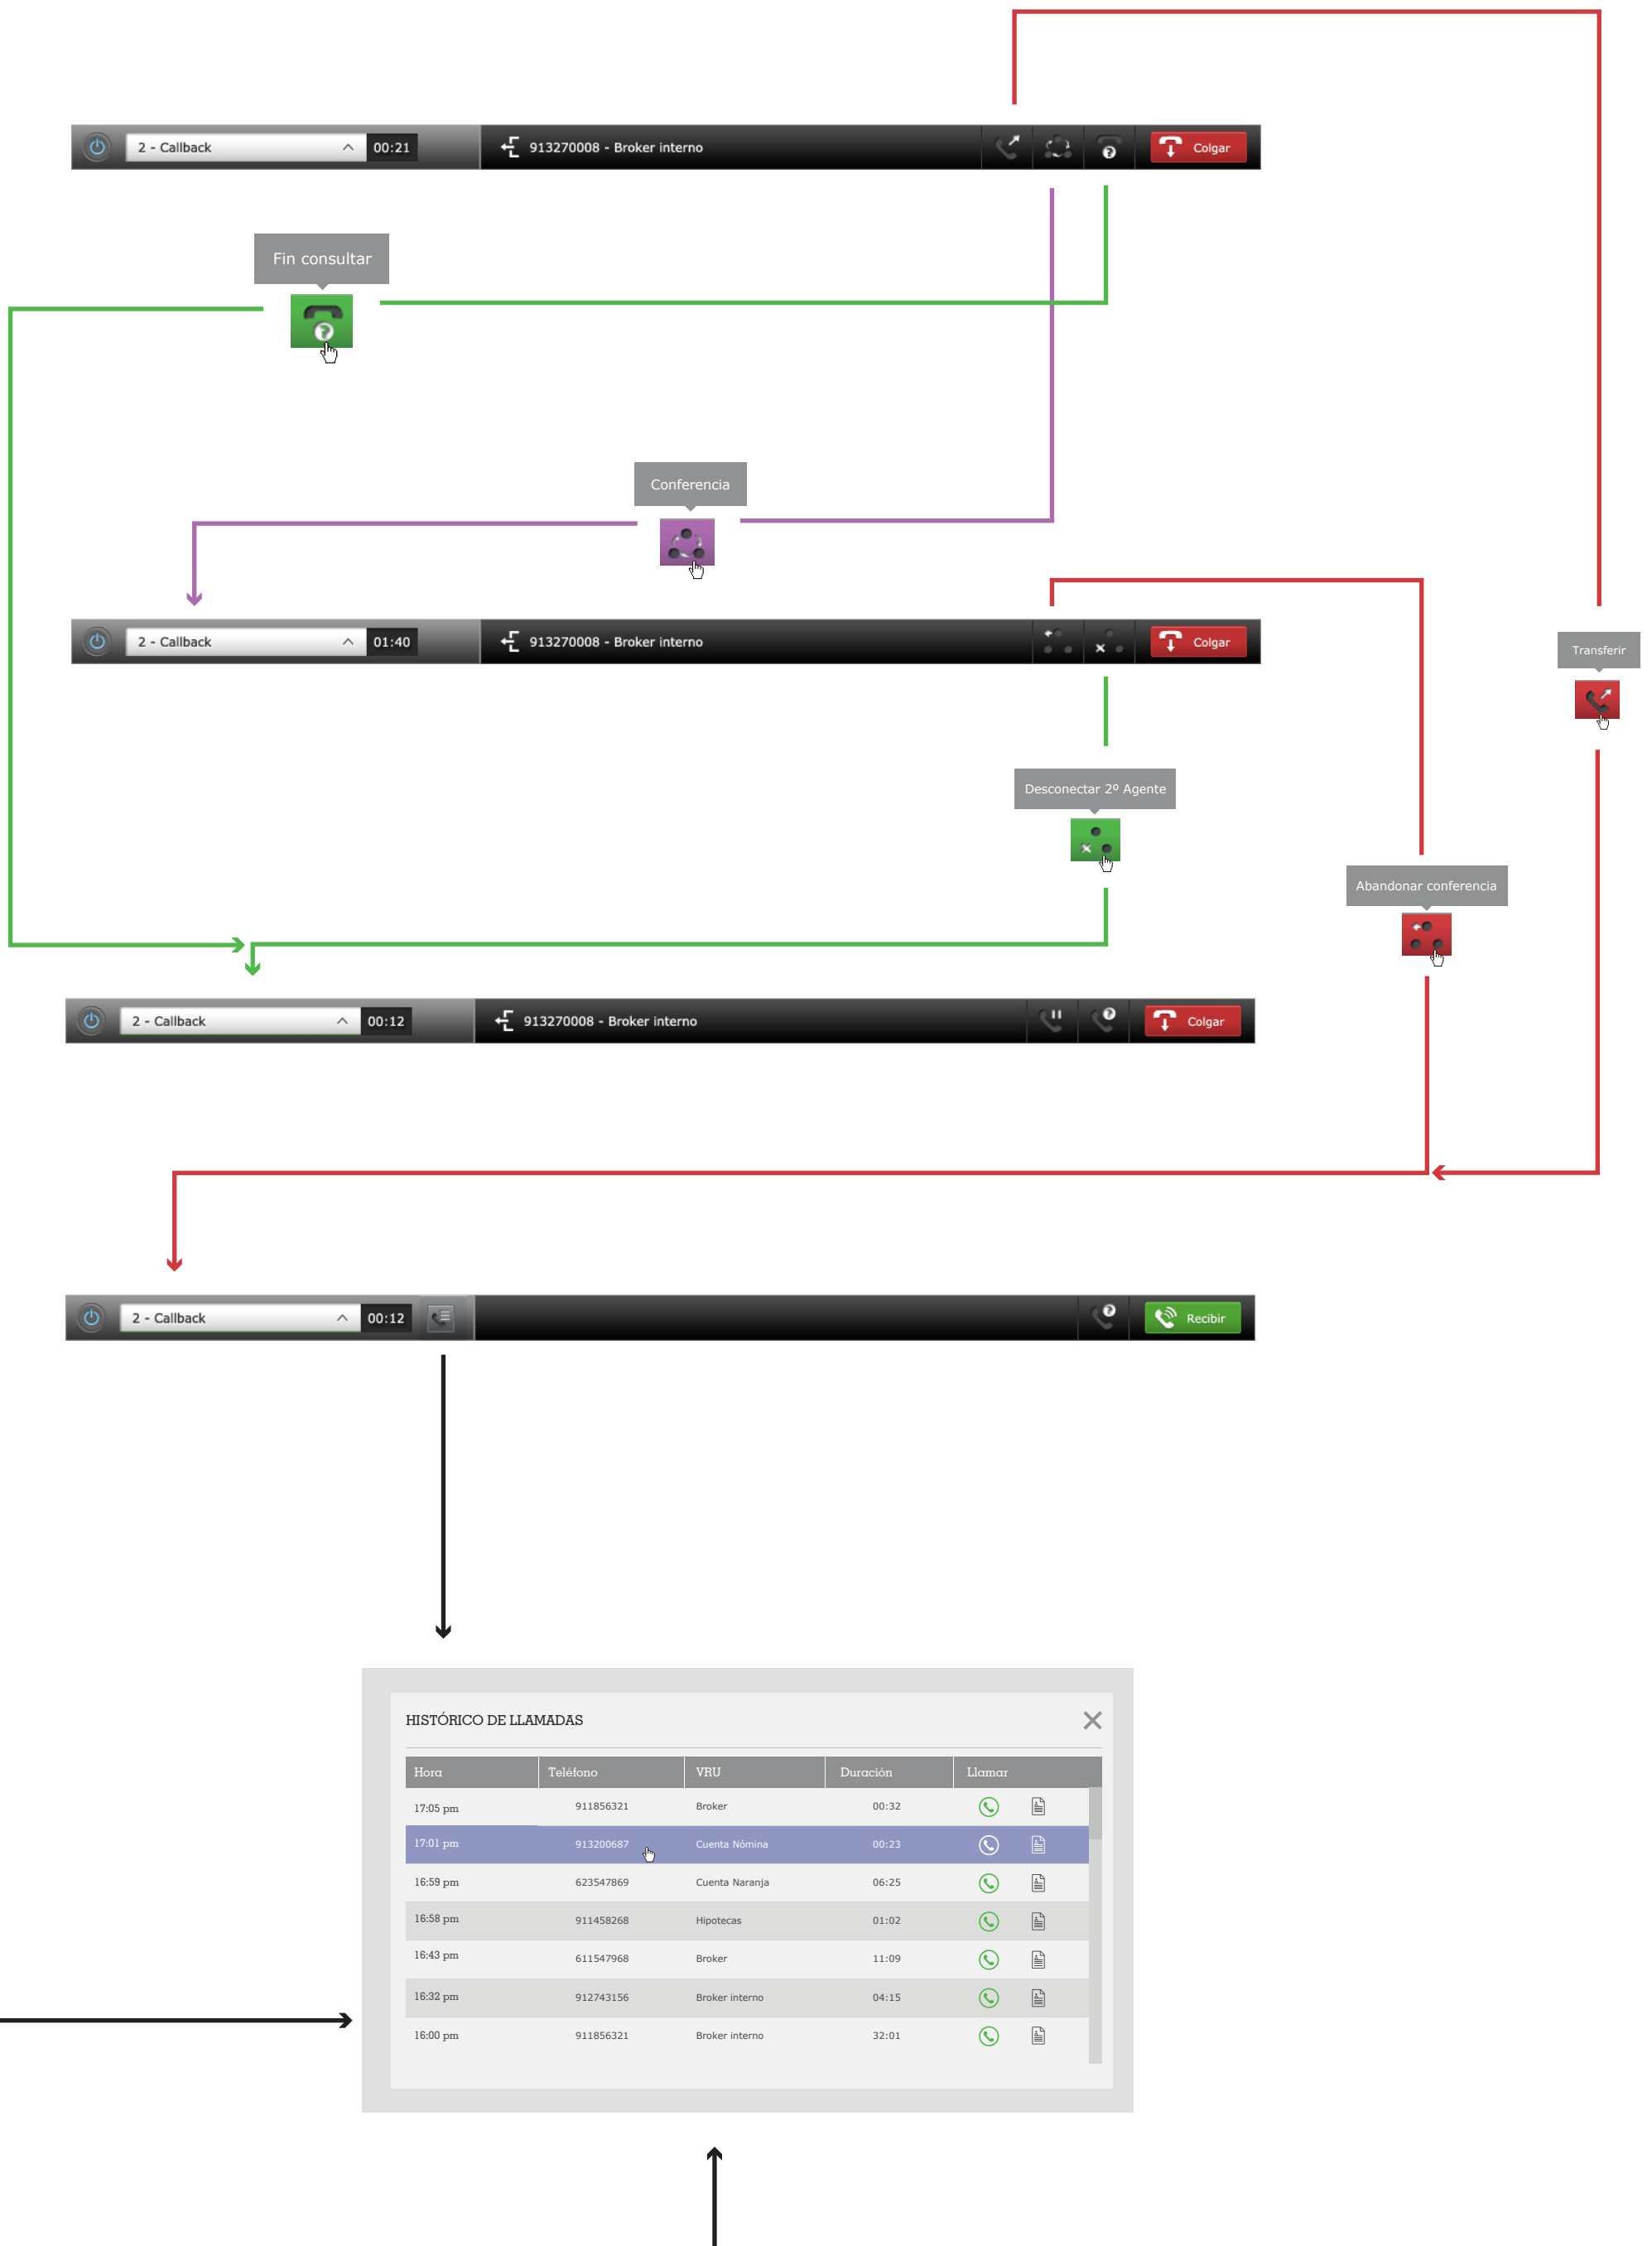 2 - Callback 00:21 913270008 - Broker interno Colgar
Fin consultar
Conferencia
2 - Callback 01:40 913270008 - Broker interno Colgar
Transferir
Desconectar 2º Agente
Abandonar conferencia
2 - Callback 00:12 913270008 - Broker interno Colgar
2 - Callback 00:12 Recibir
HISTÓRICO DE LLAMADAS
Hora Teléfono VRU Duración Llamar
17:05 pm 911856321 Broker 00:32
17:01 pm 913200687 Cuenta Nómina 00:23
16:59 pm 623547869 Cuenta Naranja 06:25
16:58 pm 911458268 Hipotecas 01:02
16:43 pm 611547968 Broker 11:09
16:32 pm 912743156 Broker interno 04:15
16:00 pm 911856321 Broker interno 32:01